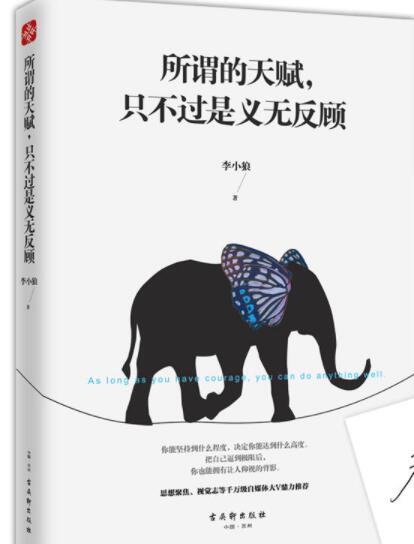 所谓的天赋,
只不过是义无反顾
李小狼
著
As long as you have courage, you can do anything well.
你能坚持到什么程度，决定你能达到什么高度。
把自己逼到极限后，
你也能拥有让人仰视的背影。
思想聚焦、视觉志等千万级自媒体大V鼎力推荐
古吴轩出版社
中国·苏州
所谓的天赋，只不过是义无反顾
李小狼
著
古吴轩出版社